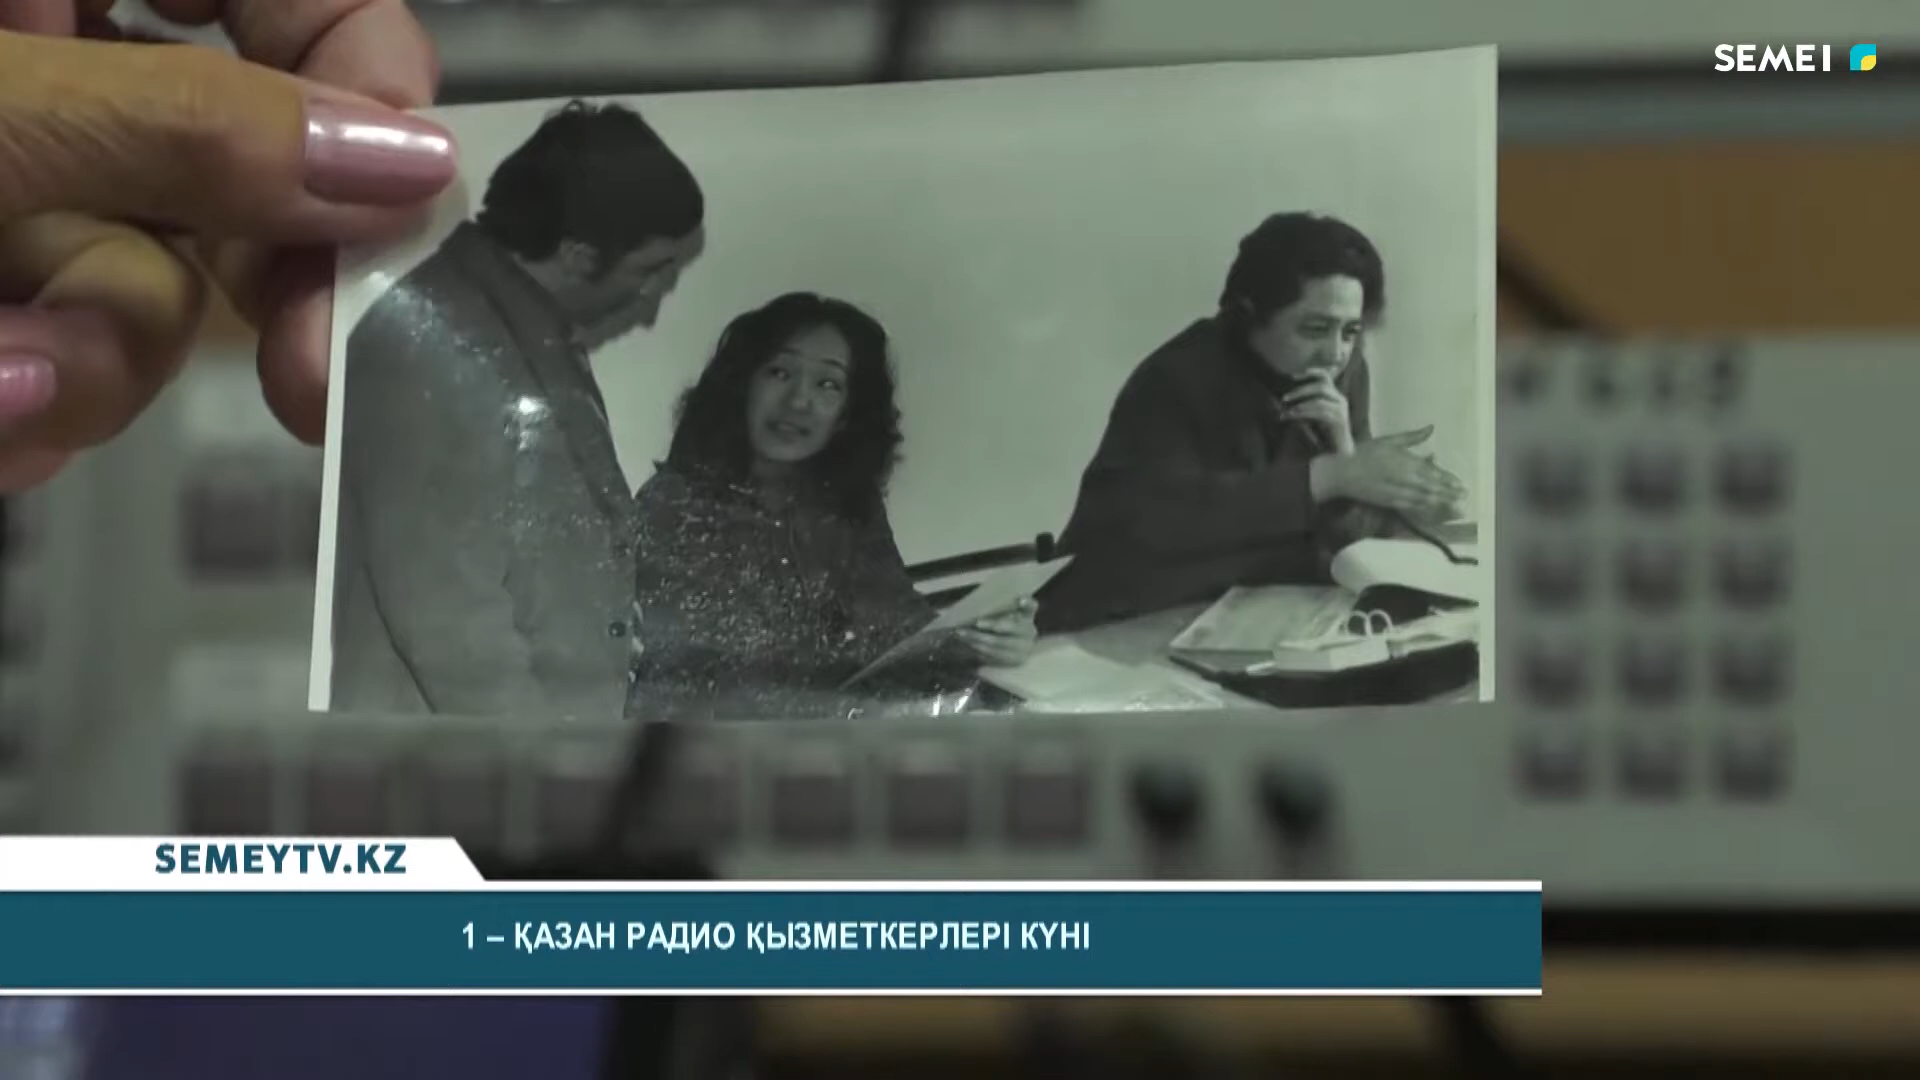 SEMEI
SEMEYTV.KZ
1 – ҚАЗАН РАДИО ҚЫЗМЕТКЕРЛЕРІ КҮНІ